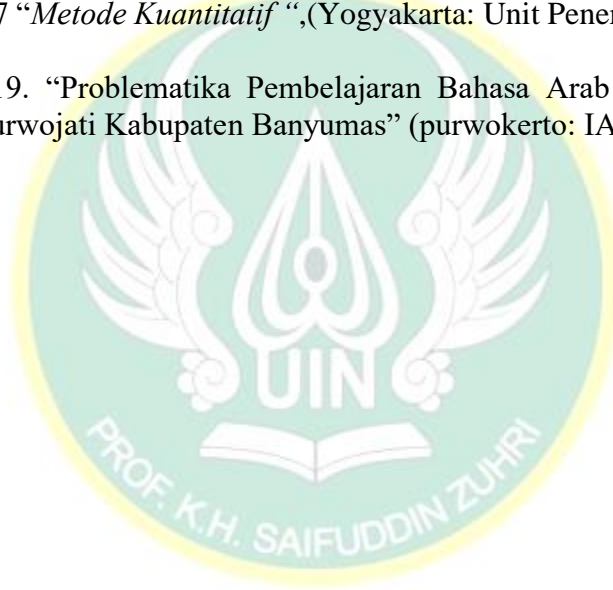 7 “Metode Kuantitatif “,(Yogyakarta: Unit Pener
19. “Problematika Pembelajaran Bahasa Arab
urwojati Kabupaten Banyumas” (purwokerto: IA
UIN
PROF. K.H. SAIFUDDIN ZUHRI